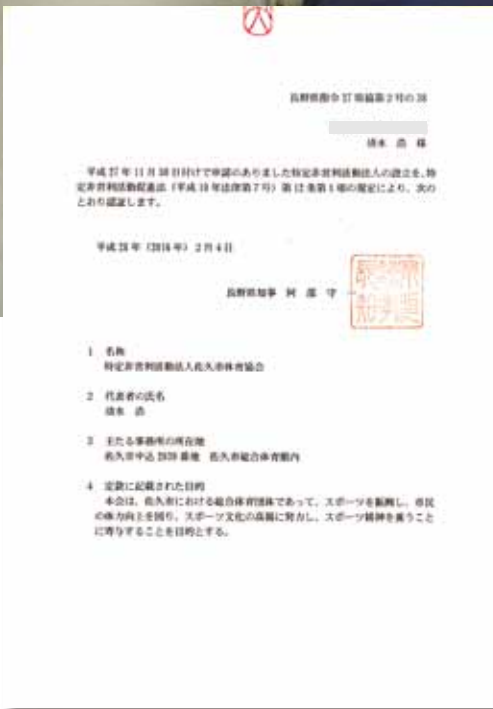 長野県指令27県協第2号の38
清水 浩 様
平成27年11月30日付けで申請のありました特定非営利活動法人の設立を、特
定非営利活動促進法（平成10年法律第7号）第12条第1項の規定により、次の
とおり認証します。
平成28年（2016年）2月4日
長野県知事 阿 部 守
1 名称
特定非営利活動法人佐久市体育協会
2 代表者の氏名
清水 浩
3 主たる事務所の所在地
佐久市中込2939番地 佐久市総合体育館内
4 定款に記載された目的
本会は、佐久市における総合体育団体であって、スポーツを振興し、市民
の体力向上を図り、スポーツ文化の高揚に努力し、スポーツ精神を養うこと
に寄与することを目的とする。